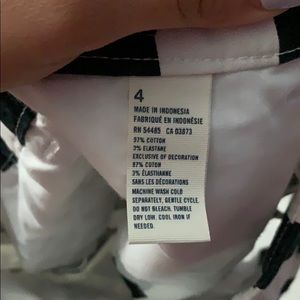 4
MADE IN INDONESIA
FABRIQUÉ EN INDONÉSIE
RN 54485 CA 03873
97% COTTON
3% ELASTANE
EXCLUSIVE OF DECORATION
97% COTON
3% ÉLASTHANNE
SANS LES DÉCORATIONS
MACHINE WASH COLD
SEPARATELY, GENTLE CYCLE,
DO NOT BLEACH, TUMBLE
DRY LOW, COOL IRON IF
NEEDED